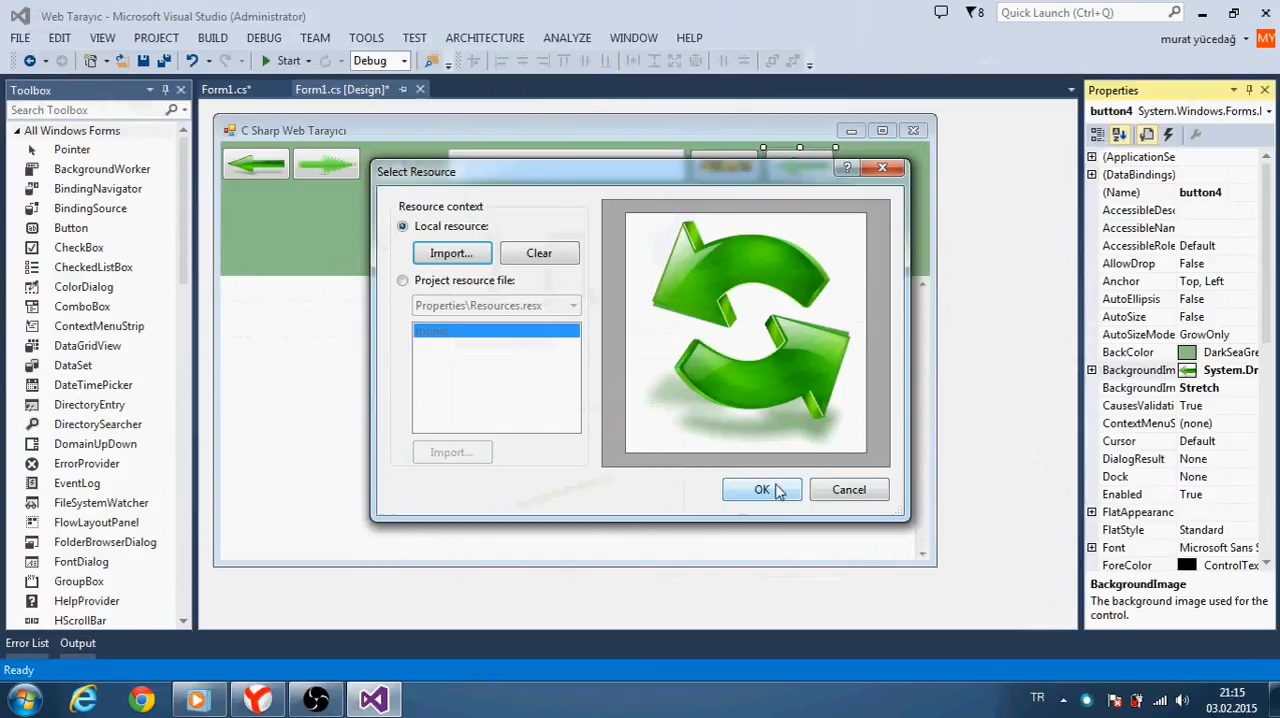 Web Tarayıc - Microsoft Visual Studio (Administrator)
8
Quick Launch (Ctrl+Q)
FILE EDIT VIEW PROJECT BUILD DEBUG TEAM TOOLS TEST ARCHITECTURE ANALYZE WINDOW HELP
murat yücedağ
MY
Start
Debug
Toolbox
Form1.cs*
Form1.cs [Design]*
Properties
Search Toolbox
button4 System.Windows.Forms.
All Windows Forms
Pointer
BackgroundWorker
BindingNavigator
BindingSource
Button
CheckBox
CheckedListBox
ColorDialog
ComboBox
ContextMenuStrip
DataGridView
DataSet
DateTimePicker
DirectoryEntry
DirectorySearcher
DomainUpDown
ErrorProvider
EventLog
FileSystemWatcher
FlowLayoutPanel
FolderBrowserDialog
FontDialog
GroupBox
HelpProvider
HScrollBar
C Sharp Web Tarayıcı
Select Resource
Resource context
Local resource:
Import...
Clear
Project resource file:
Properties\Resources.resx
Import...
OK
Cancel
(ApplicationSe
(DataBindings)
(Name) button4
AccessibleDesc
AccessibleNam
AccessibleRole Default
AllowDrop False
Anchor Top, Left
AutoEllipsis False
AutoSize False
AutoSizeMode GrowOnly
BackColor DarkSeaGre
BackgroundIm System.Dr
BackgroundIm Stretch
CausesValidati True
ContextMenuS (none)
Cursor Default
DialogResult None
Dock None
Enabled True
FlatAppearanc
FlatStyle Standard
Font Microsoft Sans S
ForeColor ControlTex
BackgroundImage
The background image used for the
control.
Error List
Output
Ready
TR
21:15
03.02.2015